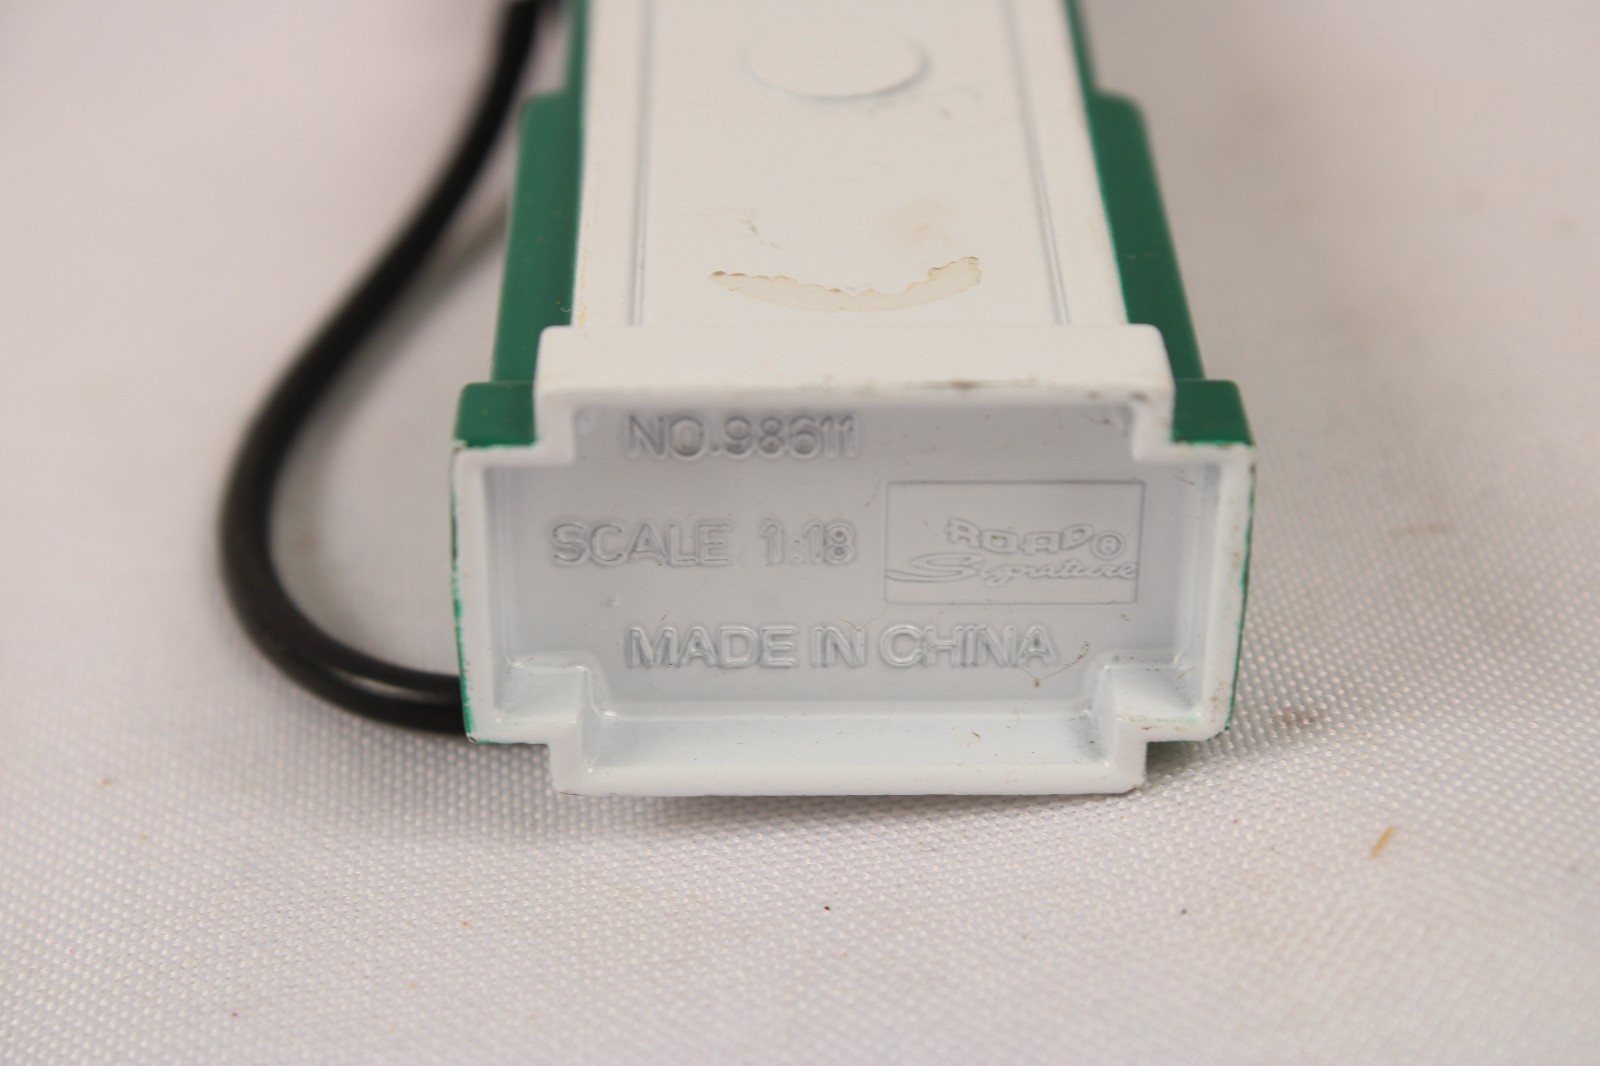 NO.98611
SCALE 1:18
ROAD®
Signature
MADE IN CHINA